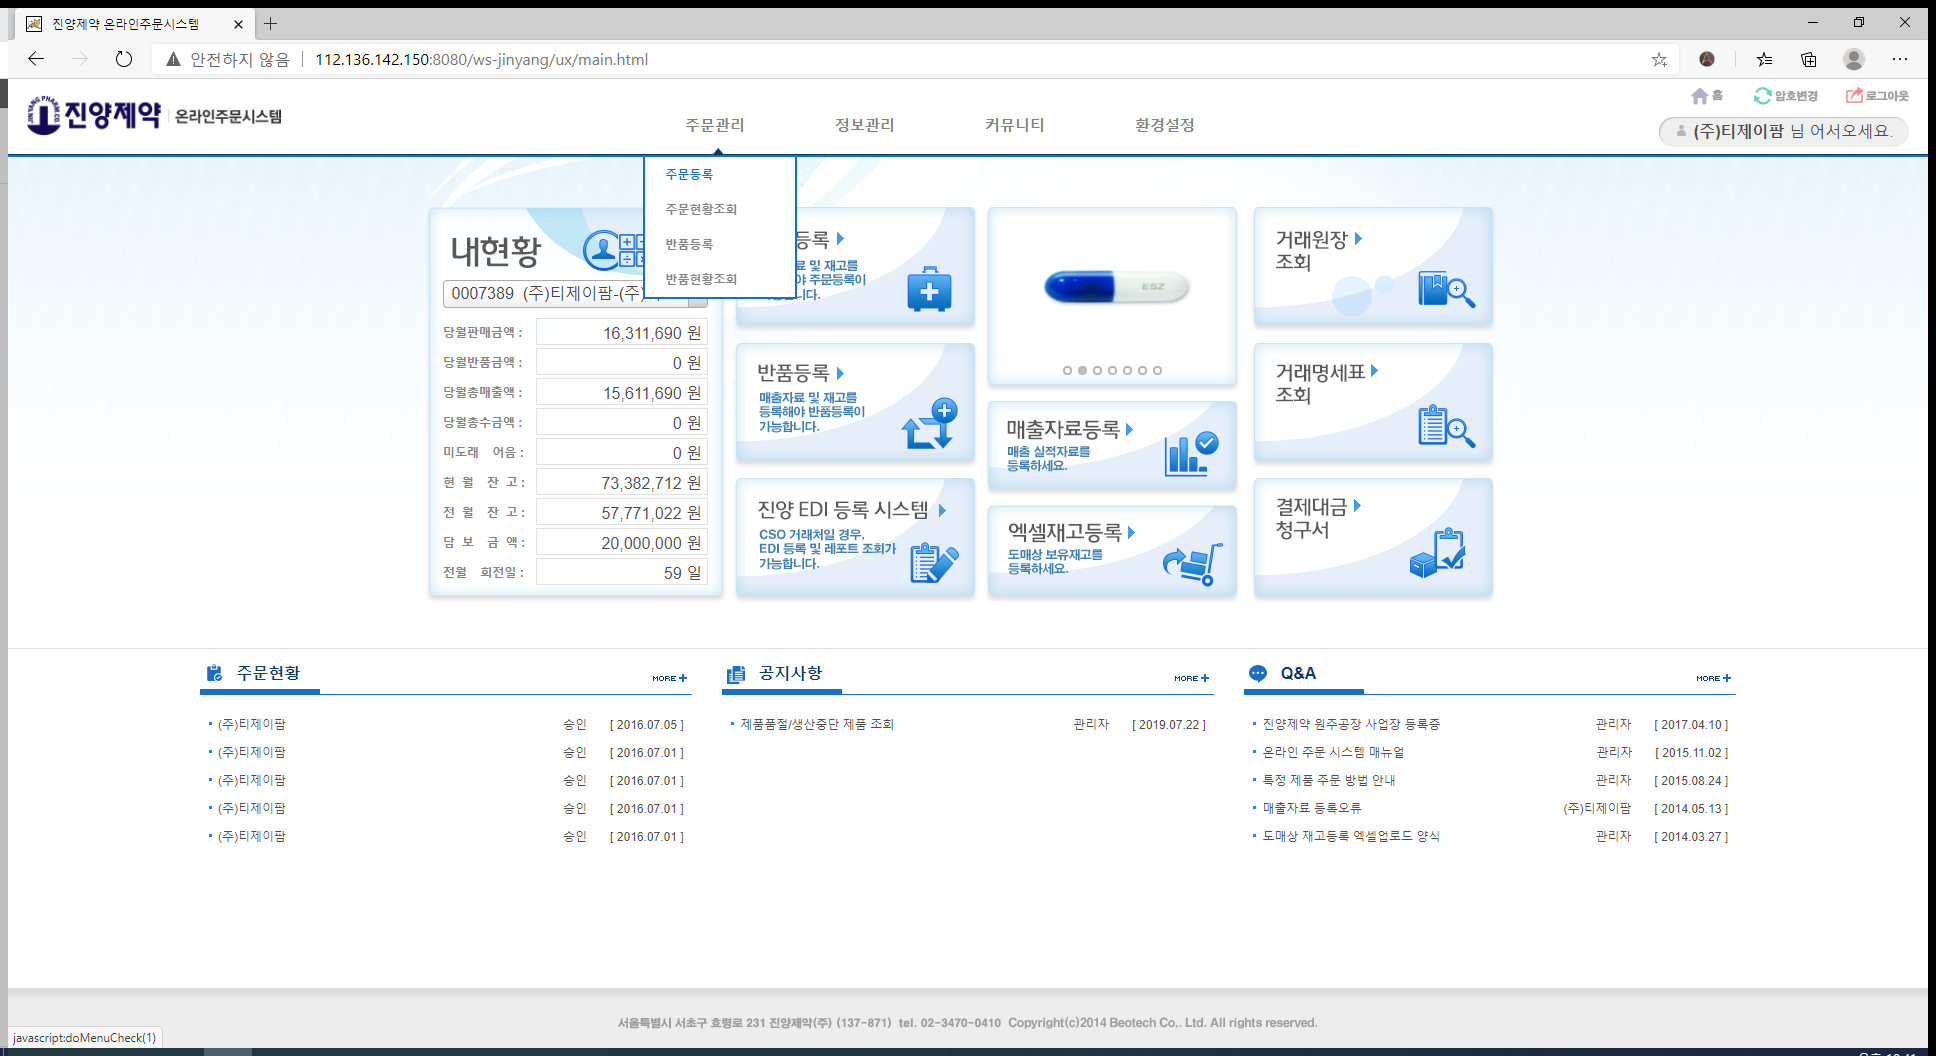 진양제약 온라인주문시스템
안전하지 않음 112.136.142.150:8080/ws-jinyang/ux/main.html
홈 암호변경 로그아웃
JINYANG PHARM.CO 진양제약 온라인주문시스템
주문관리 정보관리 커뮤니티 환경설정
(주)티제이팜 님 어서오세요.
주문등록
주문현황조회
반품등록
반품현황조회
내현황
0007389 (주)티제이팜-(주)
당월판매금액 : 16,311,690 원
당월반품금액 : 0 원
당월총매출액 : 15,611,690 원
당월총수금액 : 0 원
미도래 어음 : 0 원
현 월 잔 고 : 73,382,712 원
전 월 잔 고 : 57,771,022 원
담 보 금 액 : 20,000,000 원
전월 회전일 : 59 일
등록
료 및 재고를
야 주문등록이
니다.
반품등록
매출자료 및 재고를
등록해야 반품등록이
가능합니다.
진양 EDI 등록 시스템
CSO 거래처일 경우,
EDI 등록 및 레포트 조회가
가능합니다.
ESZ
매출자료등록
매출 실적자료를
등록하세요.
엑셀재고등록
도매상 보유재고를
등록하세요.
거래원장
조회
거래명세표
조회
결제대금
청구서
주문현황 MORE +
(주)티제이팜 승인 [ 2016.07.05 ]
(주)티제이팜 승인 [ 2016.07.01 ]
(주)티제이팜 승인 [ 2016.07.01 ]
(주)티제이팜 승인 [ 2016.07.01 ]
(주)티제이팜 승인 [ 2016.07.01 ]
공지사항 MORE +
제품품절/생산중단 제품 조회 관리자 [ 2019.07.22 ]
Q&A MORE +
진양제약 원주공장 사업장 등록증 관리자 [ 2017.04.10 ]
온라인 주문 시스템 매뉴얼 관리자 [ 2015.11.02 ]
특정 제품 주문 방법 안내 관리자 [ 2015.08.24 ]
매출자료 등록오류 (주)티제이팜 [ 2014.05.13 ]
도매상 재고등록 엑셀업로드 양식 관리자 [ 2014.03.27 ]
서울특별시 서초구 효령로 231 진양제약(주) (137-871) tel. 02-3470-0410 Copyright(c)2014 Beotech Co,. Ltd. All rights reserved.
javascript:doMenuCheck(1)